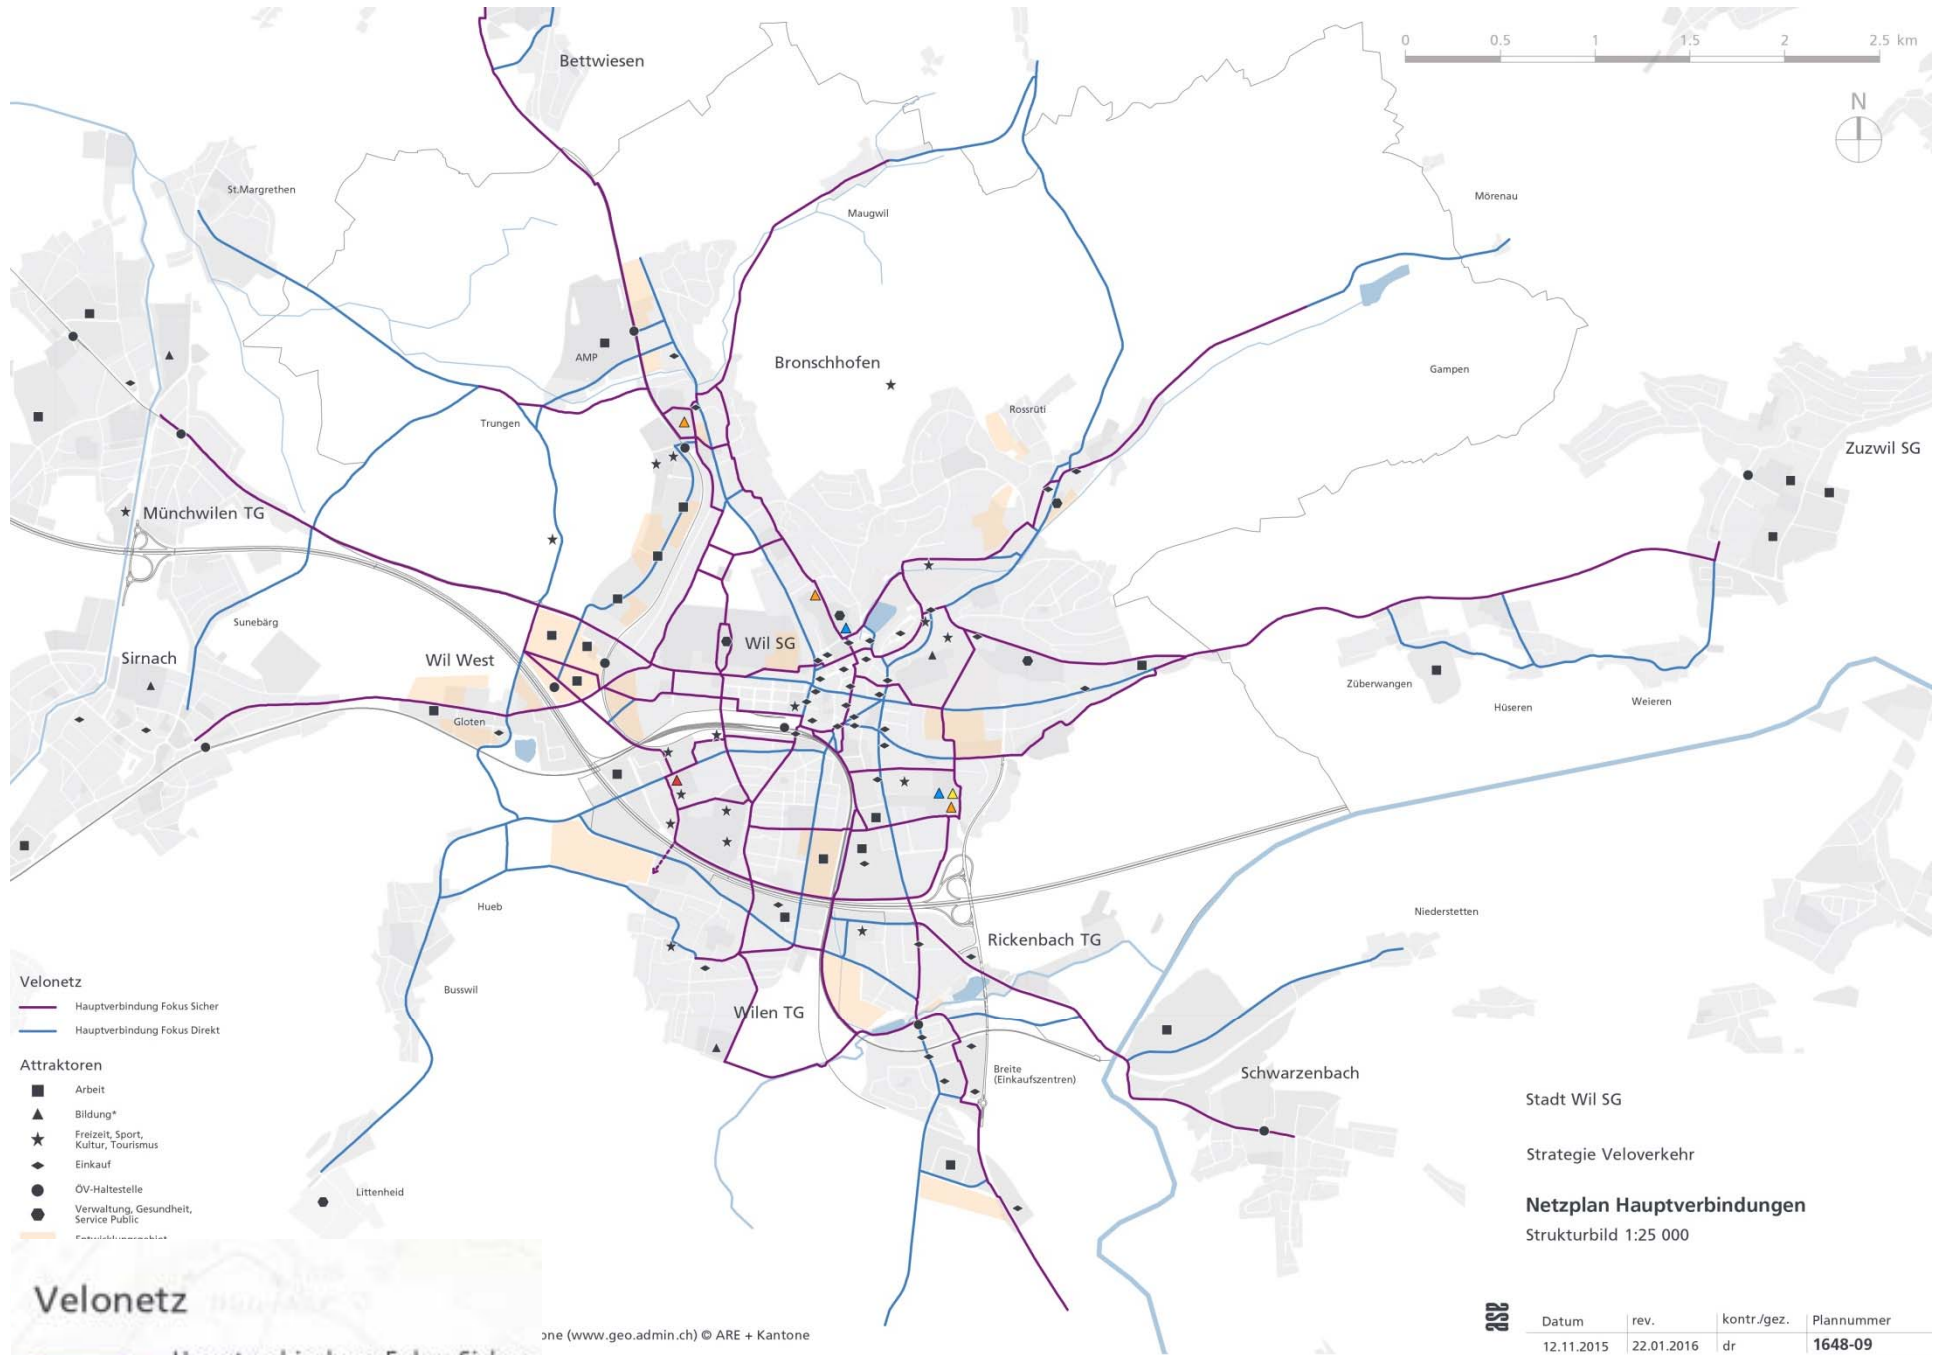 Bettwiesen
0 0.5 1 1.5 2 2.5 km
N
St.Margrethen
Mörenau
Maugwil
AMP
Bronschhofen
Gampen
Rossrüti
Trungen
Zuzwil SG
Münchwilen TG
Sunebärg
Wil SG
Sirnach
Wil West
Züberwangen
Hüseren
Weieren
Gloten
Hueb
Niederstetten
Rickenbach TG
Velonetz
Hauptverbindung Fokus Sicher
Hauptverbindung Fokus Direkt
Busswil
Wilen TG
Attraktoren
Arbeit
Bildung*
Freizeit, Sport,
Kultur, Tourismus
Einkauf
ÖV-Haltestelle
Verwaltung, Gesundheit,
Service Public
Entwicklungsgebiet
Breite
(Einkaufszentren)
Schwarzenbach
Littenheid
Stadt Wil SG
Strategie Veloverkehr
Netzplan Hauptverbindungen
Strukturbild 1:25 000
Velonetz
one (www.geo.admin.ch) © ARE + Kantone
asa
Datum rev. kontr./gez. Plannummer
12.11.2015 22.01.2016 dr 1648-09